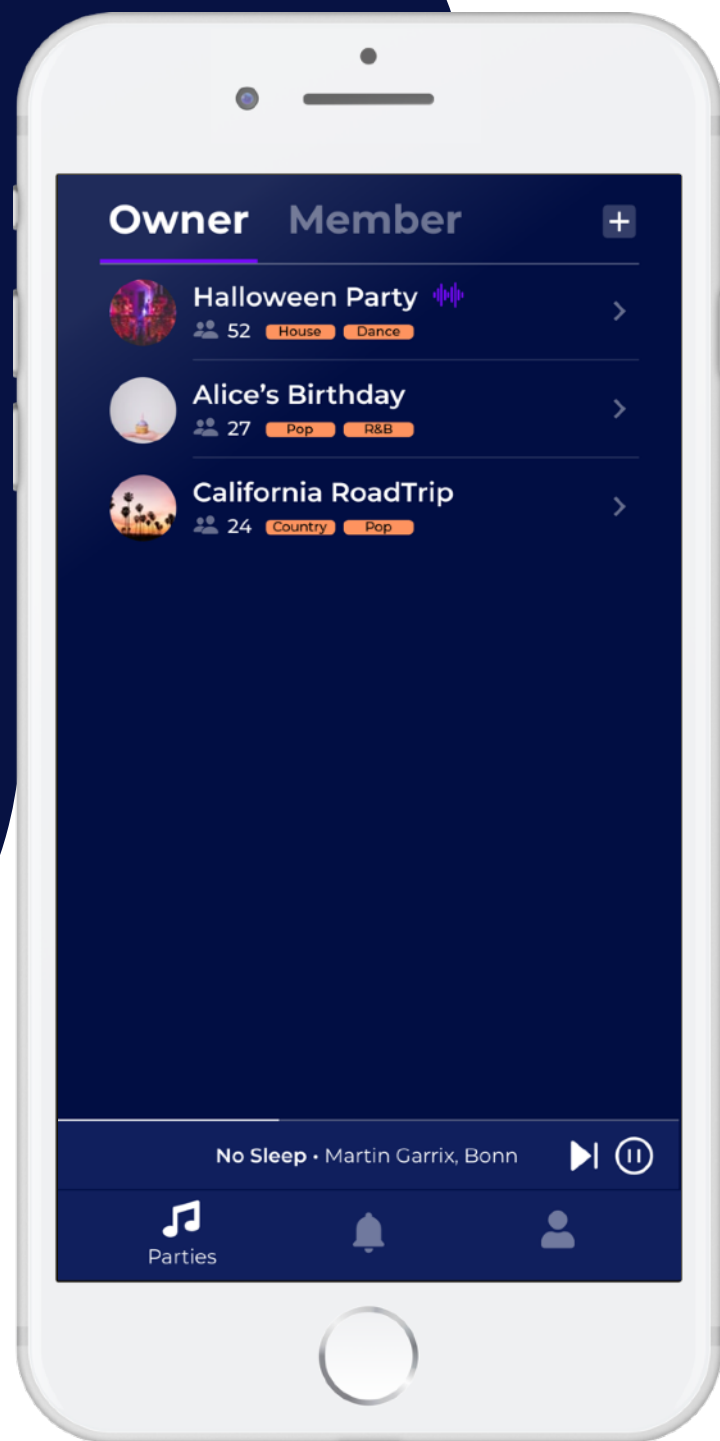 Owner Member
Halloween Party
52 House Dance
Alice’s Birthday
27 Pop R&B
California RoadTrip
24 Country Pop
No Sleep • Martin Garrix, Bonn
Parties